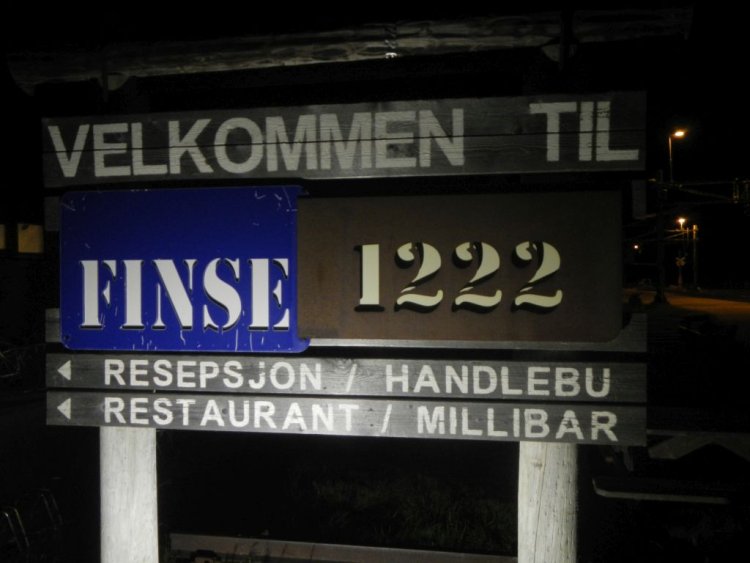 VELKOMMEN TIL
FINSE 1222
RESEPSJON / HANDLEBU
RESTAURANT / MILLIBAR